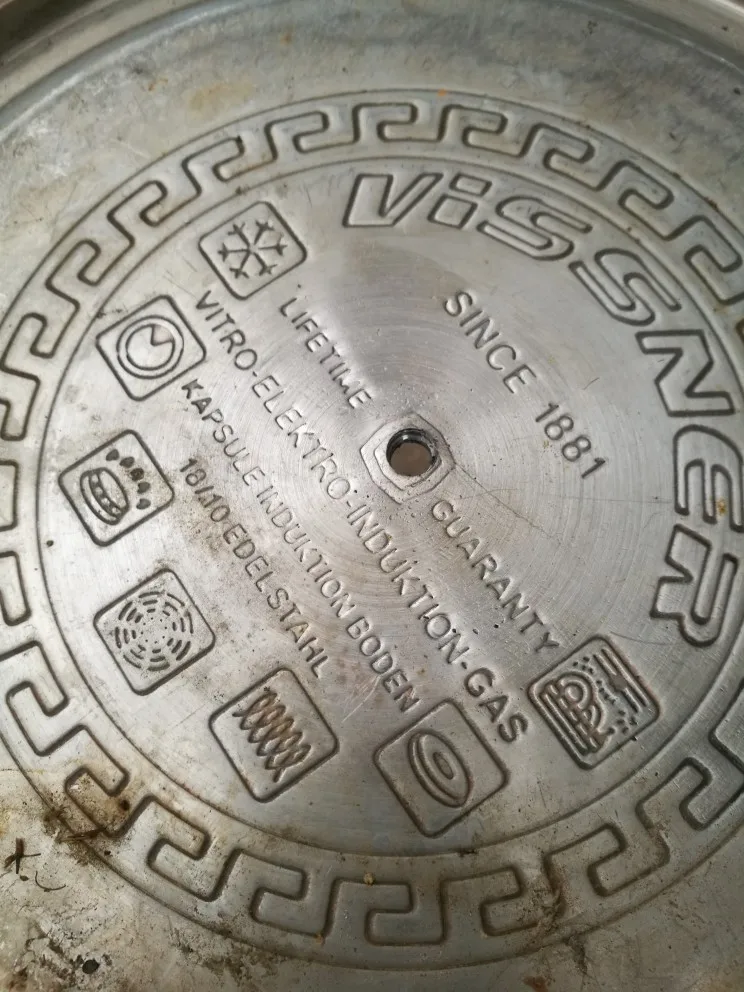 ViSSNER
SINCE 1881
LIFETIME GUARANTY
VITRO-ELEKTRO-INDUKTION-GAS
KAPSULE INDUKTION BODEN
18/10 EDELSTAHL